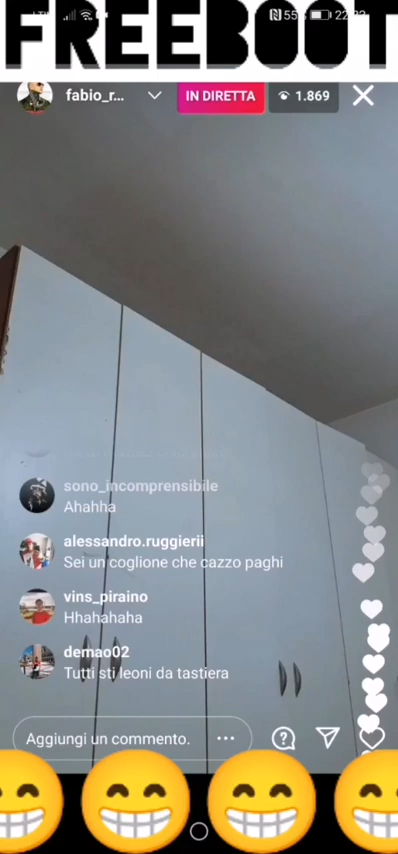 FREEBOOT
55%
fabio_r...
IN DIRETTA
1.869
sono_incomprensibile
Ahahha
alessandro.ruggierii
Sei un coglione che cazzo paghi
vins_piraino
Hhahahaha
demao02
Tutti sti leoni da tastiera
Aggiungi un commento.